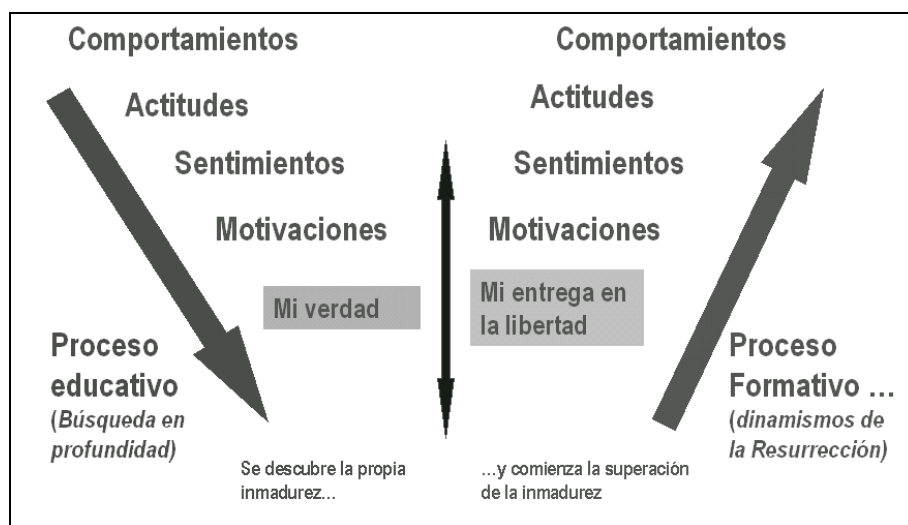 Comportamientos
Actitudes
Sentimientos
Motivaciones
Mi verdad
Proceso
educativo
(Búsqueda en
profundidad)
Se descubre la propia
inmadurez...
Comportamientos
Actitudes
Sentimientos
Motivaciones
Mi entrega en
la libertad
Proceso
Formativo ...
(dinamismos de
la Resurrección)
...y comienza la superación
de la inmadurez